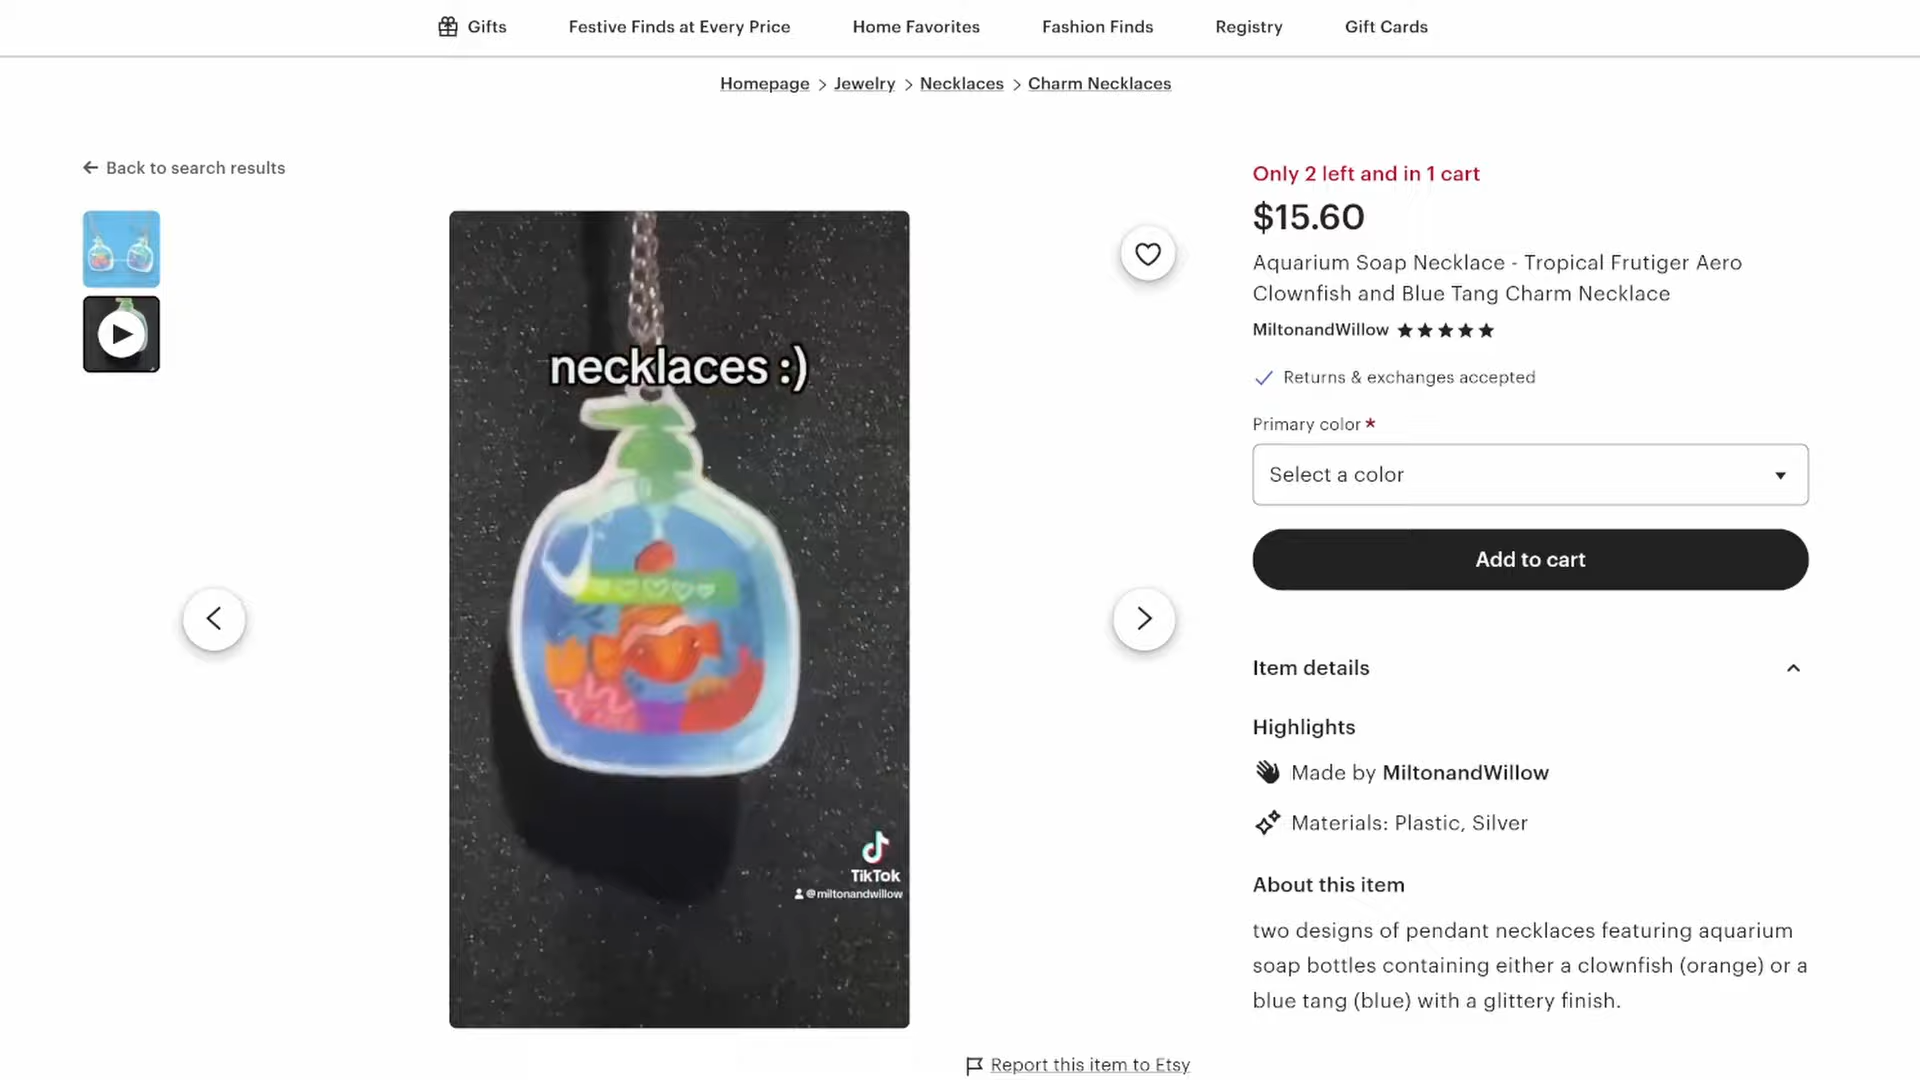 Gifts
Festive Finds at Every Price
Home Favorites
Fashion Finds
Registry
Gift Cards
Homepage > Jewelry > Necklaces > Charm Necklaces
Back to search results
necklaces :)
TikTok
@miltonandwillow
Only 2 left and in 1 cart
$15.60
Aquarium Soap Necklace - Tropical Frutiger Aero
Clownfish and Blue Tang Charm Necklace
MiltonandWillow
Returns & exchanges accepted
Primary color *
Select a color
Add to cart
Item details
Highlights
Made by MiltonandWillow
Materials: Plastic, Silver
About this item
two designs of pendant necklaces featuring aquarium
soap bottles containing either a clownfish (orange) or a
blue tang (blue) with a glittery finish.
Report this item to Etsy